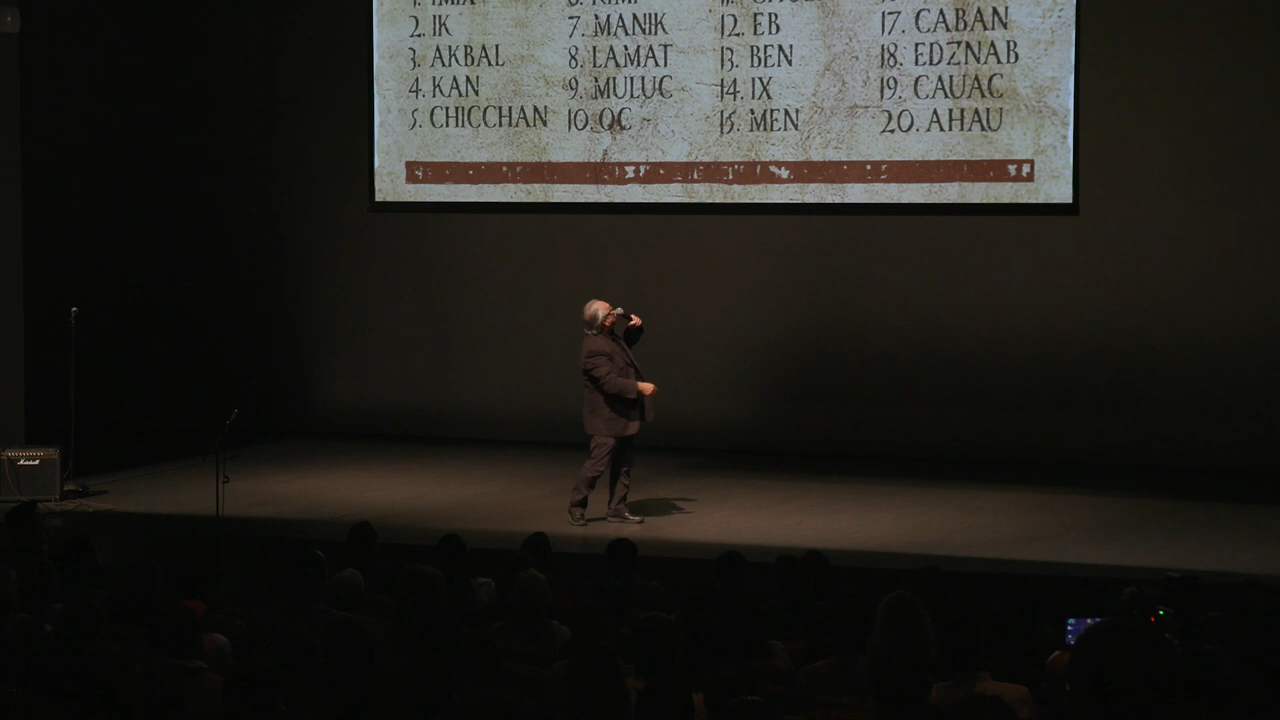 2. IK 7. MANIK 12. EB 17. CABAN
3. AKBAL 8. LAMAT 13. BEN 18. EDZNAB
4. KAN 9. MULUC 14. IX 19. CAUAC
5. CHICCHAN 10. OC 15. MEN 20. AHAU
Marshall